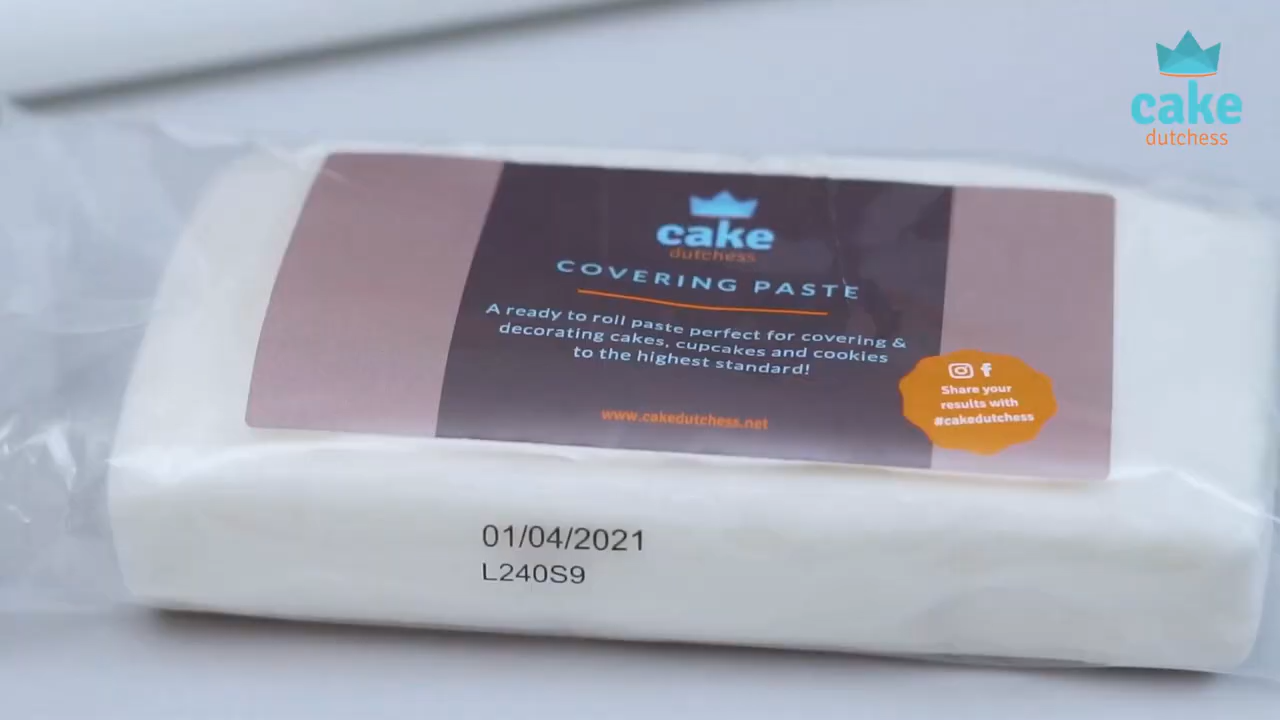 cake
dutchess
cake
dutchess
COVERING PASTE
A ready to roll paste perfect for covering &
decorating cakes, cupcakes and cookies
to the highest standard!
Share your
results with
#cakedutchess
www.cakedutchess.net
01/04/2021
L240S9